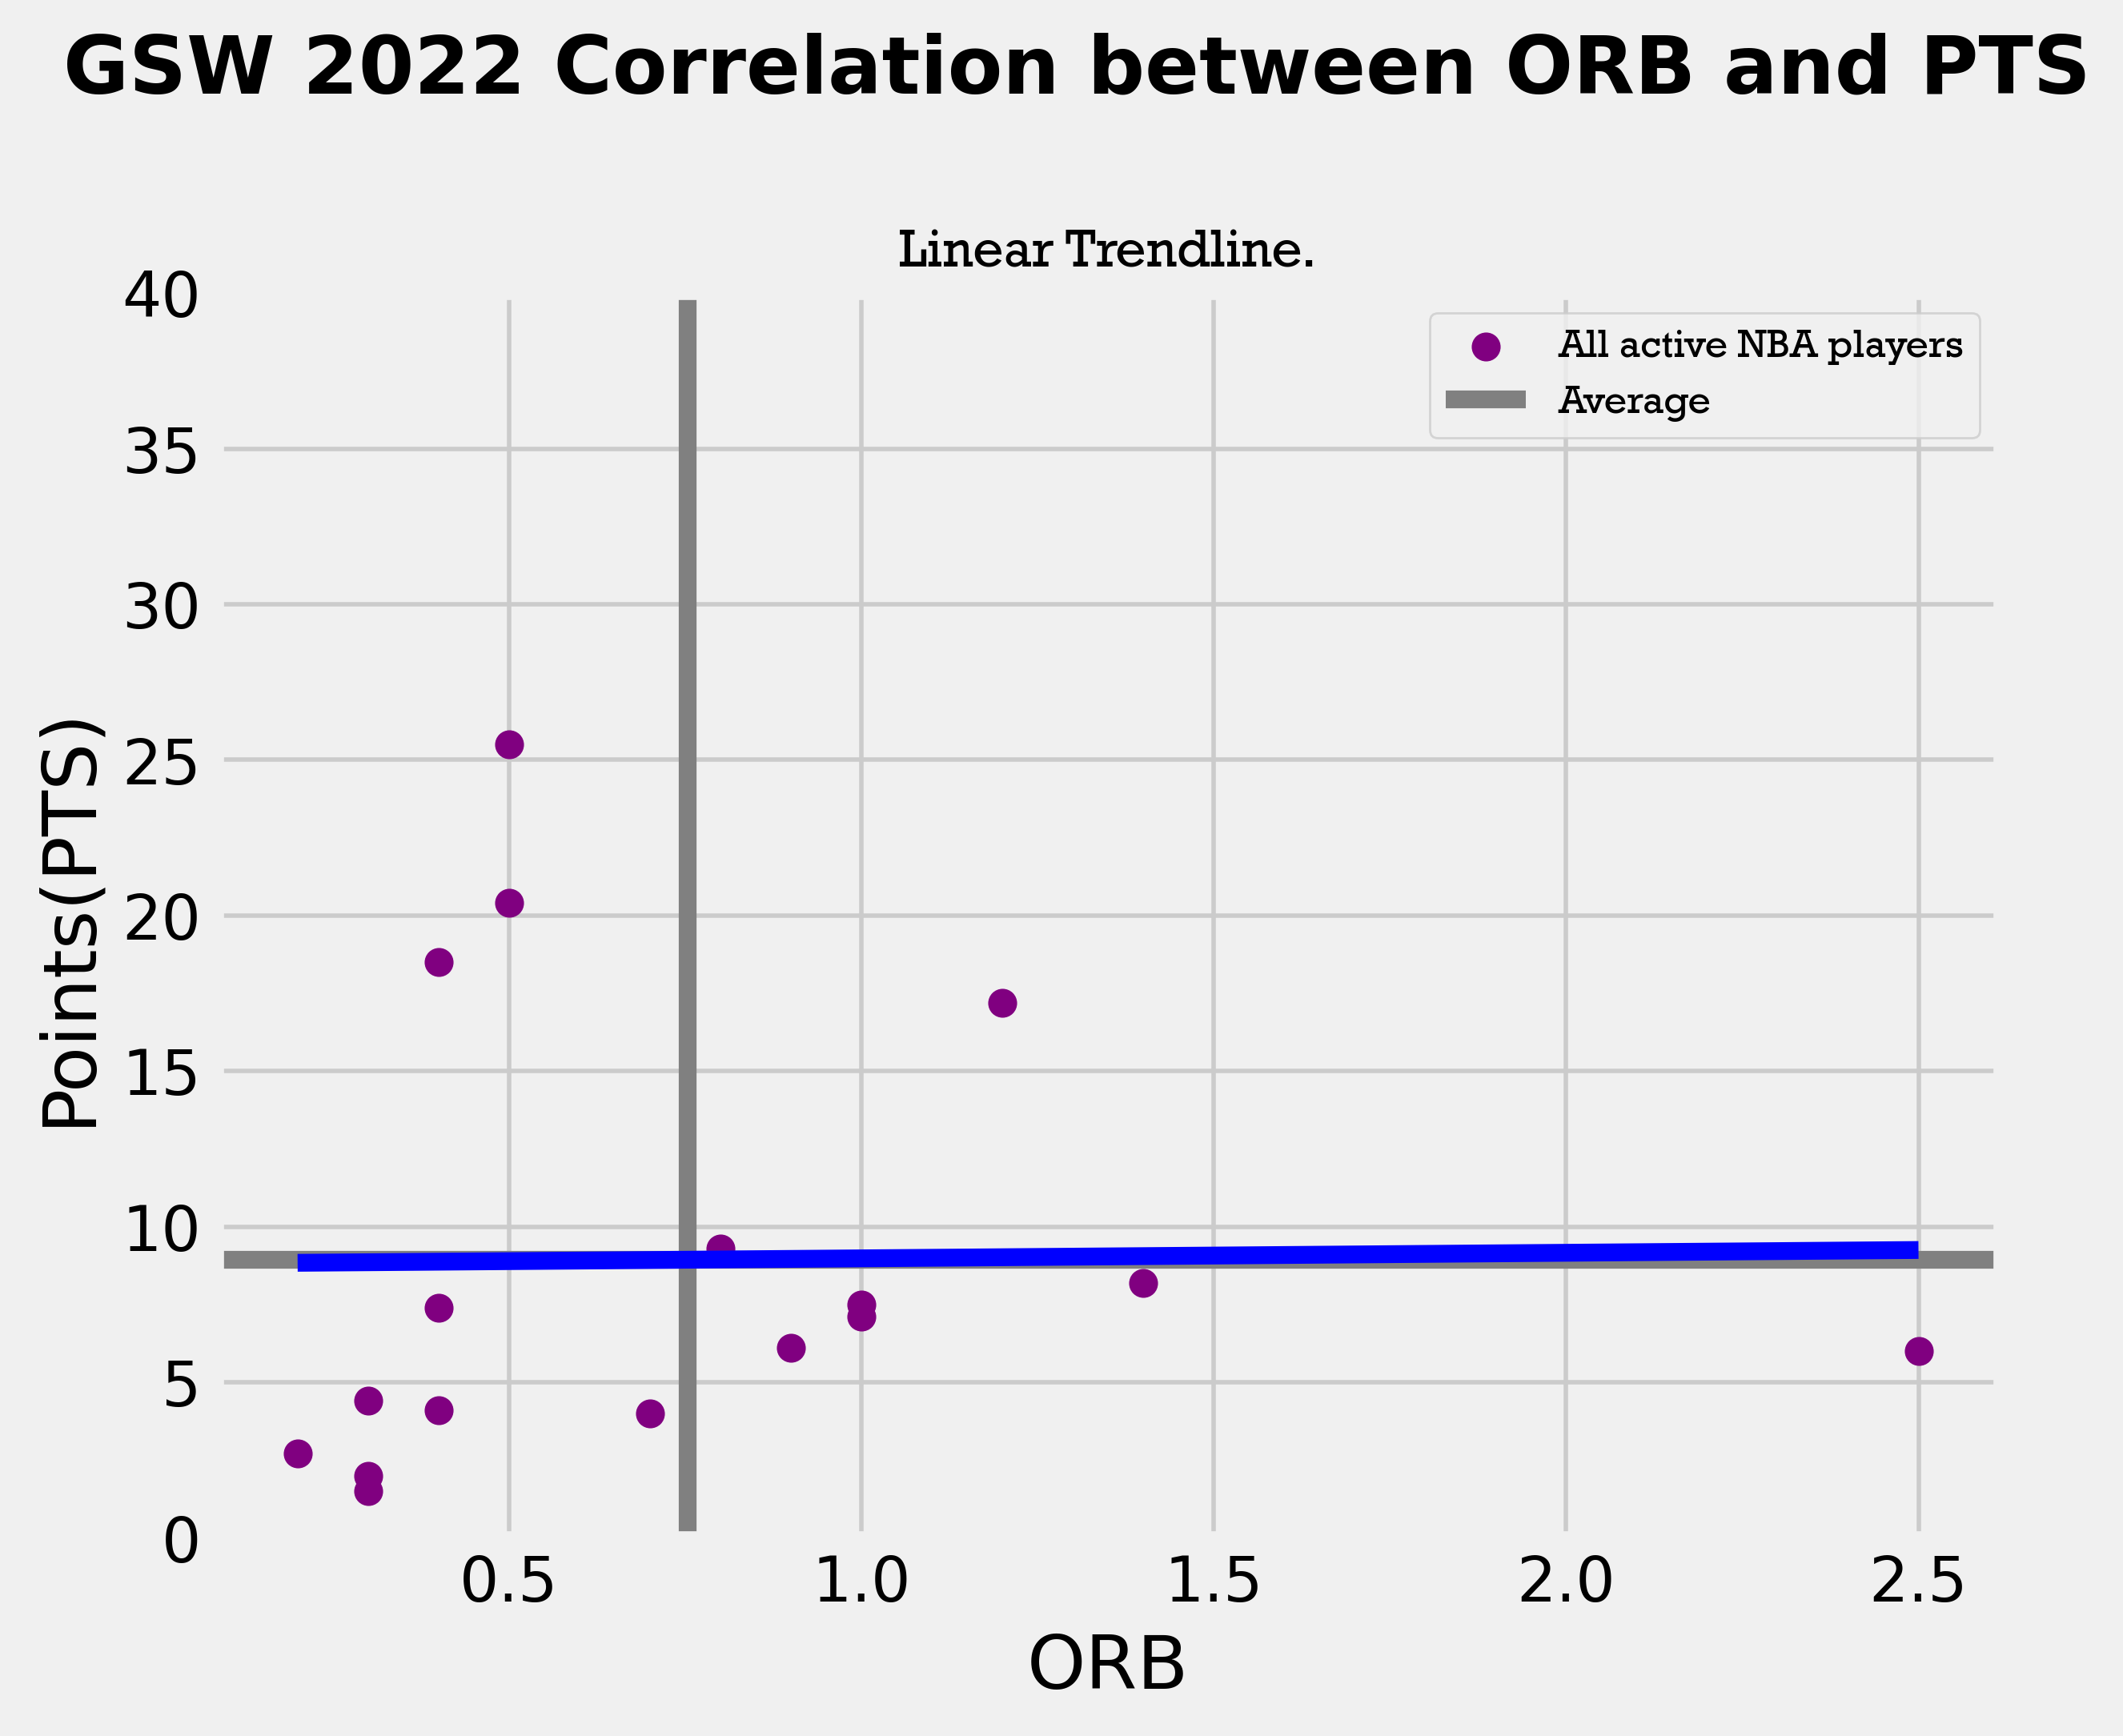 GSW 2022 Correlation between ORB and PTS
Linear Trendline.
All active NBA players
Average
40
35
30
25
20
15
10
5
0
Points(PTS)
0.5 1.0 1.5 2.0 2.5
ORB